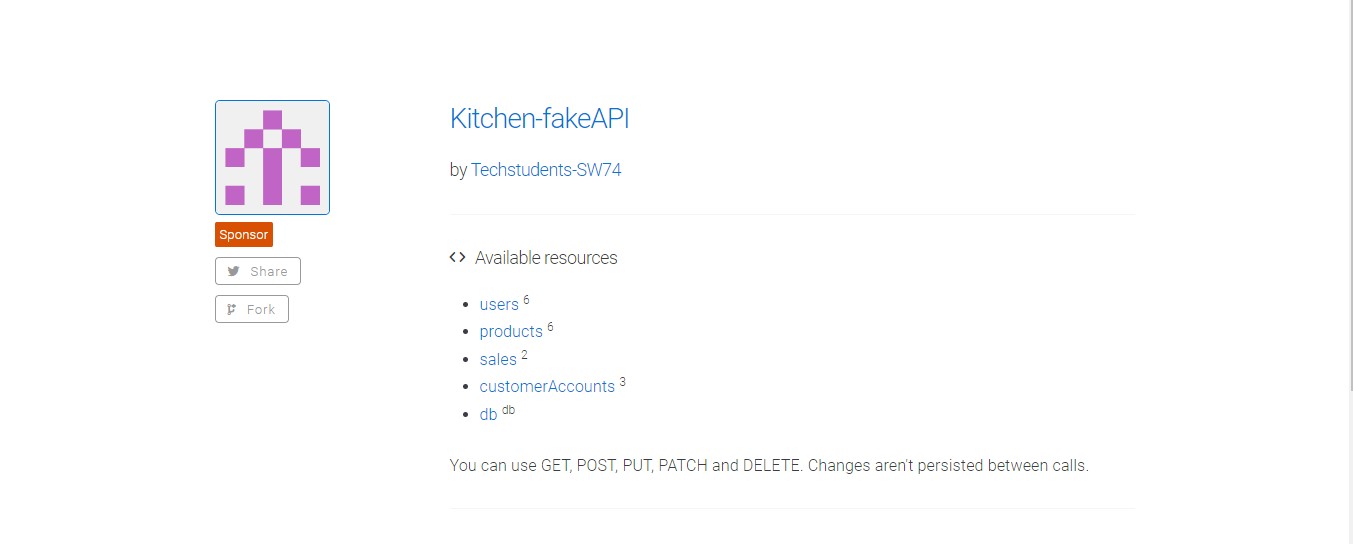 Kitchen-fakeAPI
by Techstudents-SW74
Sponsor
Share
Fork
Available resources
users 6
products 6
sales 2
customerAccounts 3
db db
You can use GET, POST, PUT, PATCH and DELETE. Changes aren't persisted between calls.